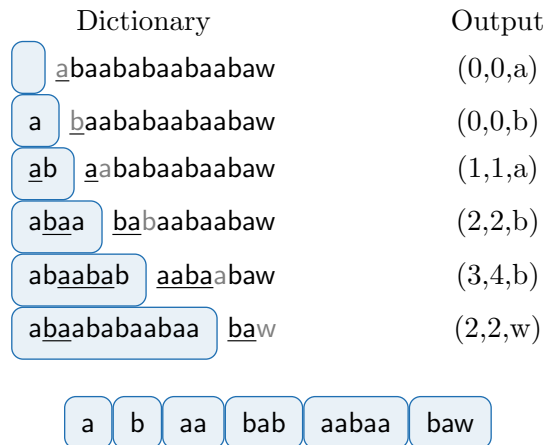 Dictionary Output
abaababaabaabaw (0,0,a)
a baababaabaabaw (0,0,b)
ab aababaabaabaw (1,1,a)
abaa babaabaabaw (2,2,b)
abaabab aabaabaw (3,4,b)
abaababaabaa baw (2,2,w)
a b aa bab aabaa baw